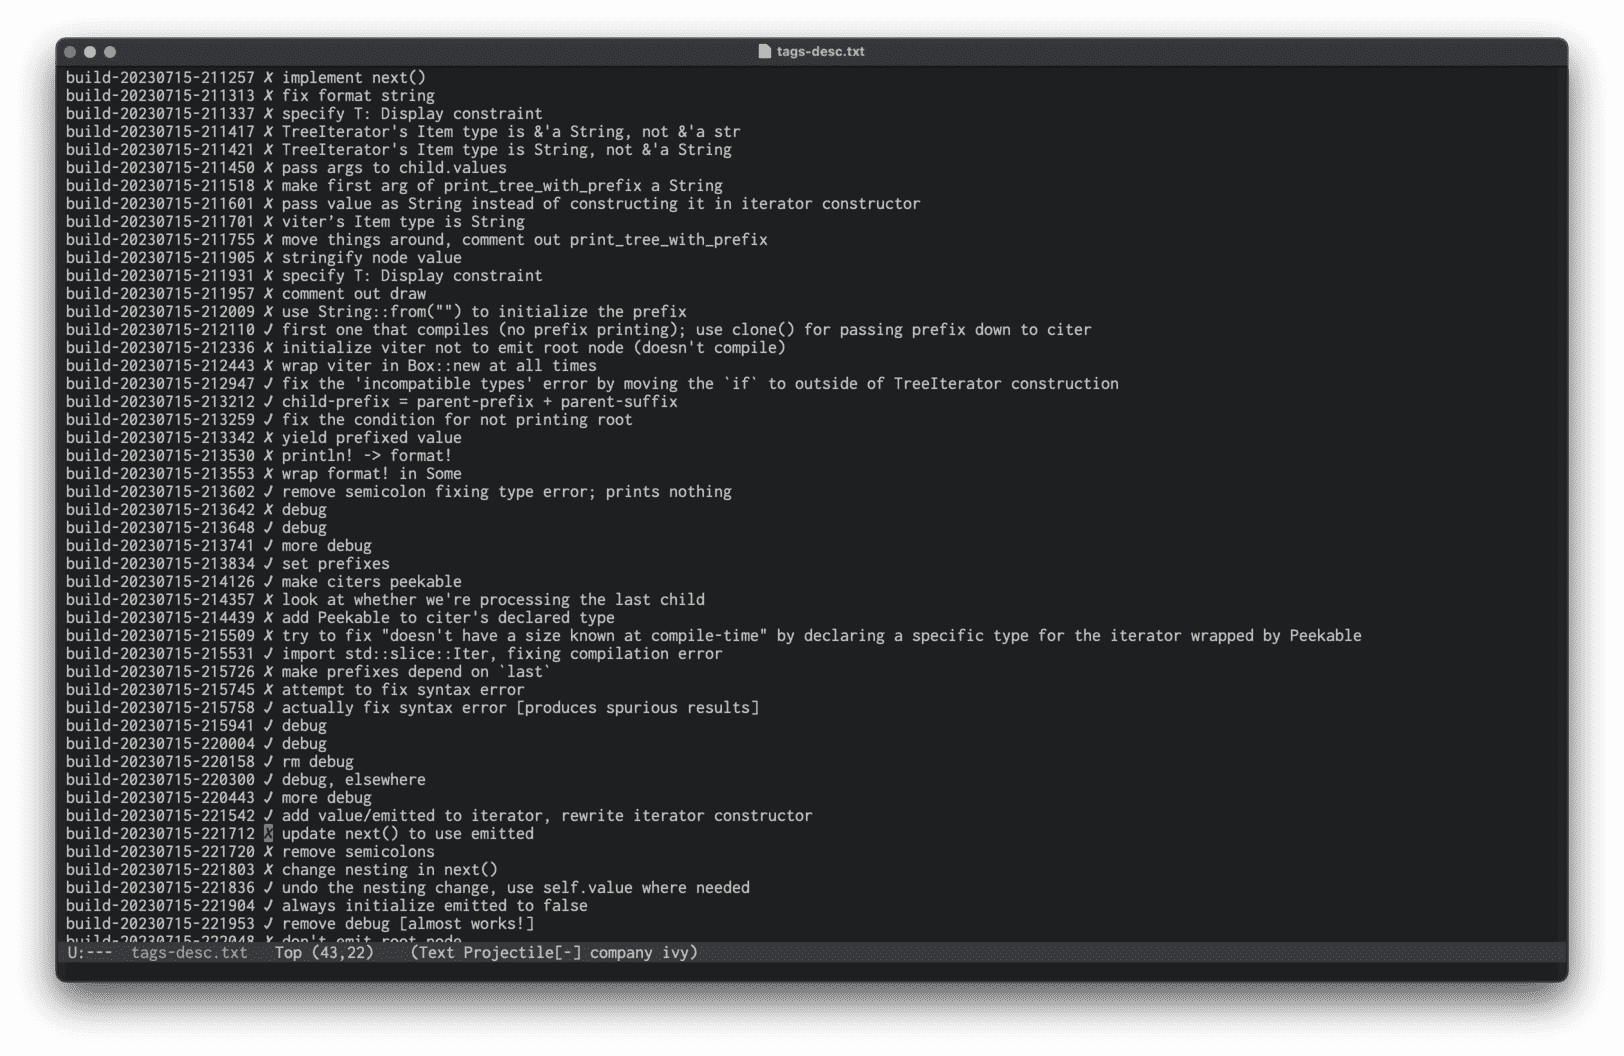 tags-desc.txt
build-20230715-211257 ✗ implement next()
build-20230715-211313 ✗ fix format string
build-20230715-211337 ✗ specify T: Display constraint
build-20230715-211417 ✗ TreeIterator's Item type is &'a String, not &'a str
build-20230715-211421 ✗ TreeIterator's Item type is String, not &'a String
build-20230715-211450 ✗ pass args to child.values
build-20230715-211518 ✗ make first arg of print_tree_with_prefix a String
build-20230715-211601 ✗ pass value as String instead of constructing it in iterator constructor
build-20230715-211701 ✗ viter’s Item type is String
build-20230715-211755 ✗ move things around, comment out print_tree_with_prefix
build-20230715-211905 ✗ stringify node value
build-20230715-211931 ✗ specify T: Display constraint
build-20230715-211957 ✗ comment out draw
build-20230715-212009 ✗ use String::from("") to initialize the prefix
build-20230715-212110 ✓ first one that compiles (no prefix printing); use clone() for passing prefix down to citer
build-20230715-212336 ✗ initialize viter not to emit root node (doesn't compile)
build-20230715-212443 ✗ wrap viter in Box::new at all times
build-20230715-212947 ✓ fix the 'incompatible types' error by moving the `if` to outside of TreeIterator construction
build-20230715-213212 ✓ child-prefix = parent-prefix + parent-suffix
build-20230715-213259 ✓ fix the condition for not printing root
build-20230715-213342 ✗ yield prefixed value
build-20230715-213530 ✗ println! -> format!
build-20230715-213553 ✗ wrap format! in Some
build-20230715-213602 ✓ remove semicolon fixing type error; prints nothing
build-20230715-213642 ✗ debug
build-20230715-213648 ✓ debug
build-20230715-213741 ✓ more debug
build-20230715-213834 ✓ set prefixes
build-20230715-214126 ✓ make citers peekable
build-20230715-214357 ✗ look at whether we're processing the last child
build-20230715-214439 ✗ add Peekable to citer's declared type
build-20230715-215509 ✗ try to fix "doesn't have a size known at compile-time" by declaring a specific type for the iterator wrapped by Peekable
build-20230715-215531 ✓ import std::slice::Iter, fixing compilation error
build-20230715-215726 ✗ make prefixes depend on `last`
build-20230715-215745 ✗ attempt to fix syntax error
build-20230715-215758 ✓ actually fix syntax error [produces spurious results]
build-20230715-215941 ✓ debug
build-20230715-220004 ✓ debug
build-20230715-220158 ✓ rm debug
build-20230715-220300 ✓ debug, elsewhere
build-20230715-220443 ✓ more debug
build-20230715-221542 ✓ add value/emitted to iterator, rewrite iterator constructor
build-20230715-221712 ✗ update next() to use emitted
build-20230715-221720 ✗ remove semicolons
build-20230715-221803 ✗ change nesting in next()
build-20230715-221836 ✓ undo the nesting change, use self.value where needed
build-20230715-221904 ✓ always initialize emitted to false
build-20230715-221953 ✓ remove debug [almost works!]
build-20230715-222048 ✗ don't emit root node
U:--- tags-desc.txt Top (43,22) (Text Projectile[-] company ivy)